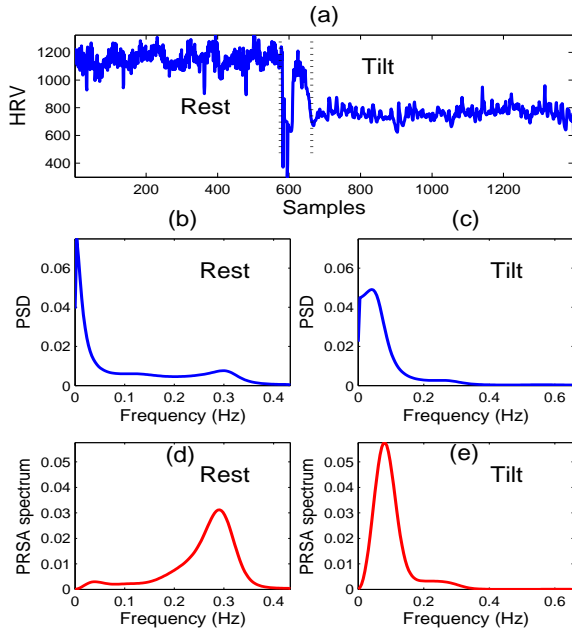 (a)
1200
1000
800
600
400
HRV
Rest
Tilt
200 400 600 800 1000 1200
Samples
(b)
0.06
0.04
0.02
0
PSD
Rest
0 0.1 0.2 0.3 0.4
Frequency (Hz)
(c)
0.06
0.04
0.02
0
PSD
Tilt
0 0.2 0.4 0.6
Frequency (Hz)
(d)
0.05
0.04
0.03
0.02
0.01
0
PRSA spectrum
Rest
0 0.1 0.2 0.3 0.4
Frequency (Hz)
(e)
0.05
0.04
0.03
0.02
0.01
0
PRSA spectrum
Tilt
0 0.2 0.4 0.6
Frequency (Hz)